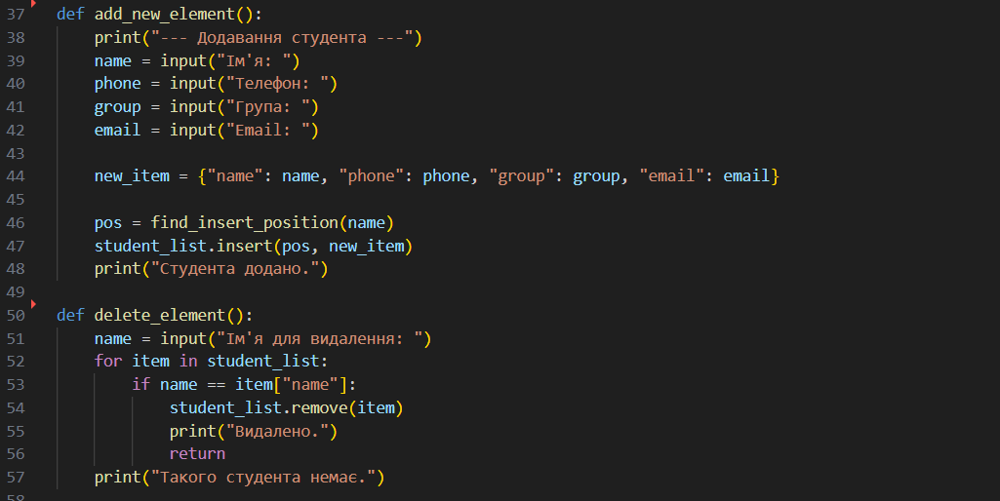 37 def add_new_element():
38     print("--- Додавання студента ---")
39     name = input("Ім'я: ")
40     phone = input("Телефон: ")
41     group = input("Група: ")
42     email = input("Email: ")
43
44     new_item = {"name": name, "phone": phone, "group": group, "email": email}
45
46     pos = find_insert_position(name)
47     student_list.insert(pos, new_item)
48     print("Студента додано.")
49
50 def delete_element():
51     name = input("Ім'я для видалення: ")
52     for item in student_list:
53         if name == item["name"]:
54             student_list.remove(item)
55             print("Видалено.")
56             return
57     print("Такого студента немає.")
58